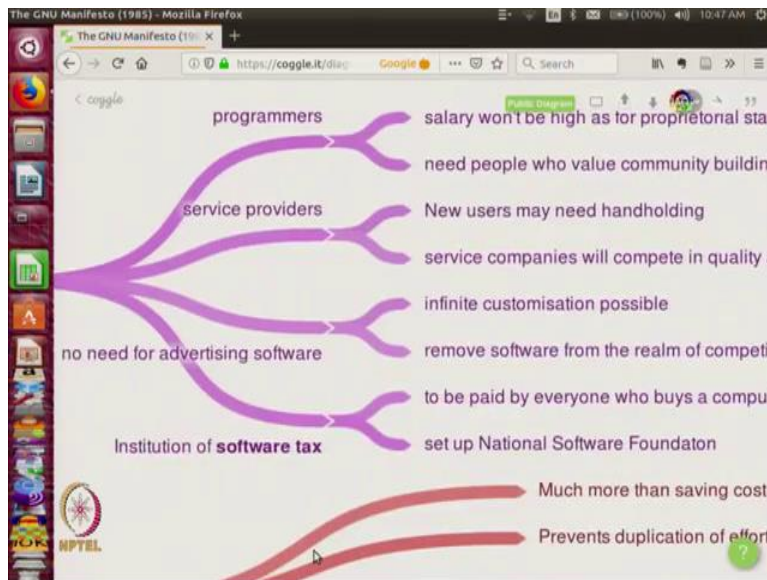 The GNU Manifesto (1985) - Mozilla Firefox
En (100%) 10:47 AM
The GNU Manifesto (19
https://coggle.it/diag Google Search
coggle Public Diagram
programmers
salary won't be high as for proprietorial sta
need people who value community buildin
service providers
New users may need handholding
service companies will compete in quality
infinite customisation possible
no need for advertising software
remove software from the realm of competi
to be paid by everyone who buys a compu
Institution of software tax
set up National Software Foundaton
Much more than saving cost
Prevents duplication of effort
NPTEL